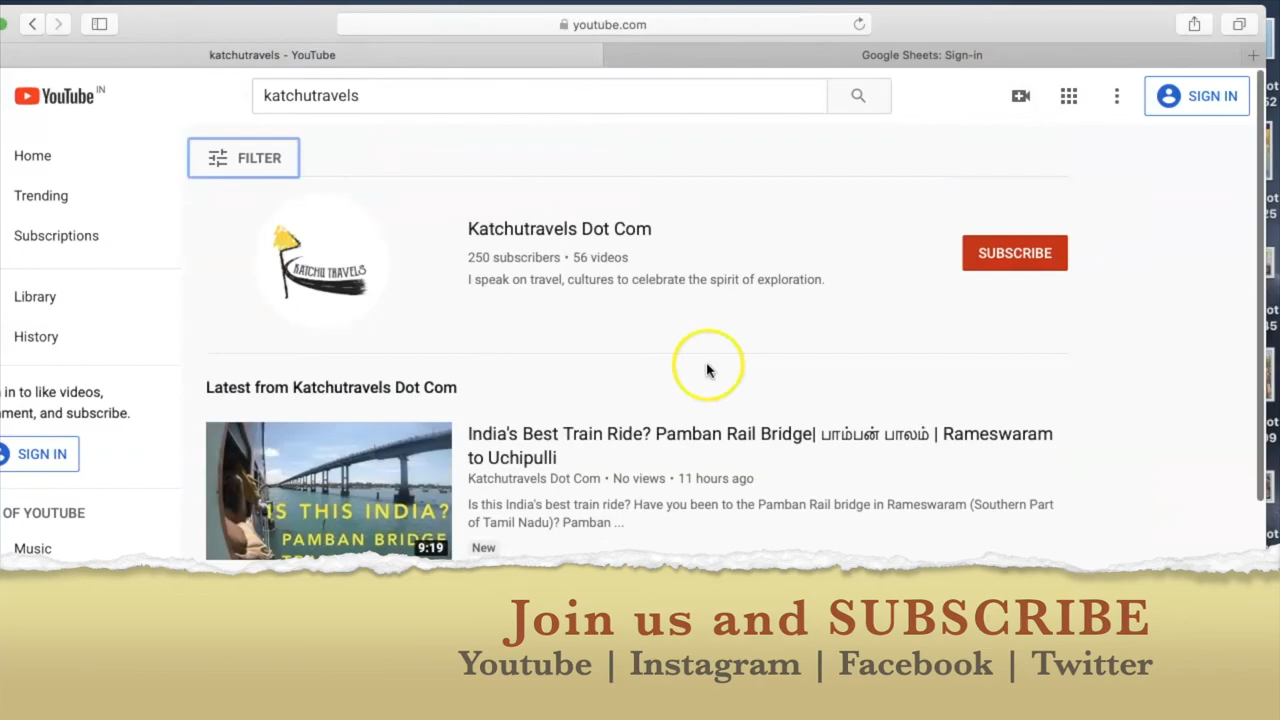 youtube.com
katchutravels - YouTube
Google Sheets: Sign-in
YouTube IN
katchutravels
SIGN IN
FILTER
Home
Trending
Subscriptions
Library
History
in to like videos,
ment, and subscribe.
SIGN IN
OF YOUTUBE
Music
KATCHU TRAVELS
Katchutravels Dot Com
250 subscribers • 56 videos
I speak on travel, cultures to celebrate the spirit of exploration.
SUBSCRIBE
Latest from Katchutravels Dot Com
IS THIS INDIA?
PAMBAN BRIDGE
9:19
India's Best Train Ride? Pamban Rail Bridge| பாம்பன் பாலம் | Rameswaram
to Uchipulli
Katchutravels Dot Com • No views • 11 hours ago
Is this India's best train ride? Have you been to the Pamban Rail bridge in Rameswaram (Southern Part
of Tamil Nadu)? Pamban ...
New
Join us and SUBSCRIBE
Youtube | Instagram | Facebook | Twitter